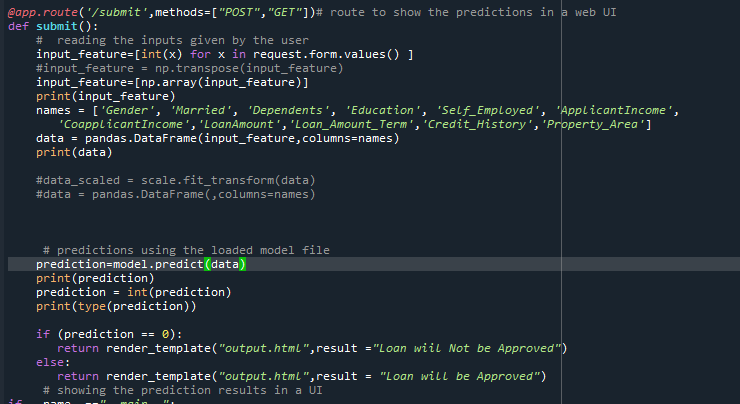 @app.route('/submit',methods=["POST","GET"])# route to show the predictions in a web UI
def submit():
    #  reading the inputs given by the user
    input_feature=[int(x) for x in request.form.values() ]
    #input_feature = np.transpose(input_feature)
    input_feature=[np.array(input_feature)]
    print(input_feature)
    names = ['Gender', 'Married', 'Dependents', 'Education', 'Self_Employed', 'ApplicantIncome',
       'CoapplicantIncome','LoanAmount','Loan_Amount_Term','Credit_History','Property_Area']
    data = pandas.DataFrame(input_feature,columns=names)
    print(data)
    #data_scaled = scale.fit_transform(data)
    #data = pandas.DataFrame(,columns=names)
     # predictions using the loaded model file
    prediction=model.predict(data)
    print(prediction)
    prediction = int(prediction)
    print(type(prediction))
    if (prediction == 0):
       return render_template("output.html",result ="Loan wiil Not be Approved")
    else:
       return render_template("output.html",result = "Loan will be Approved")
     # showing the prediction results in a UI
if __name__=="__main__":